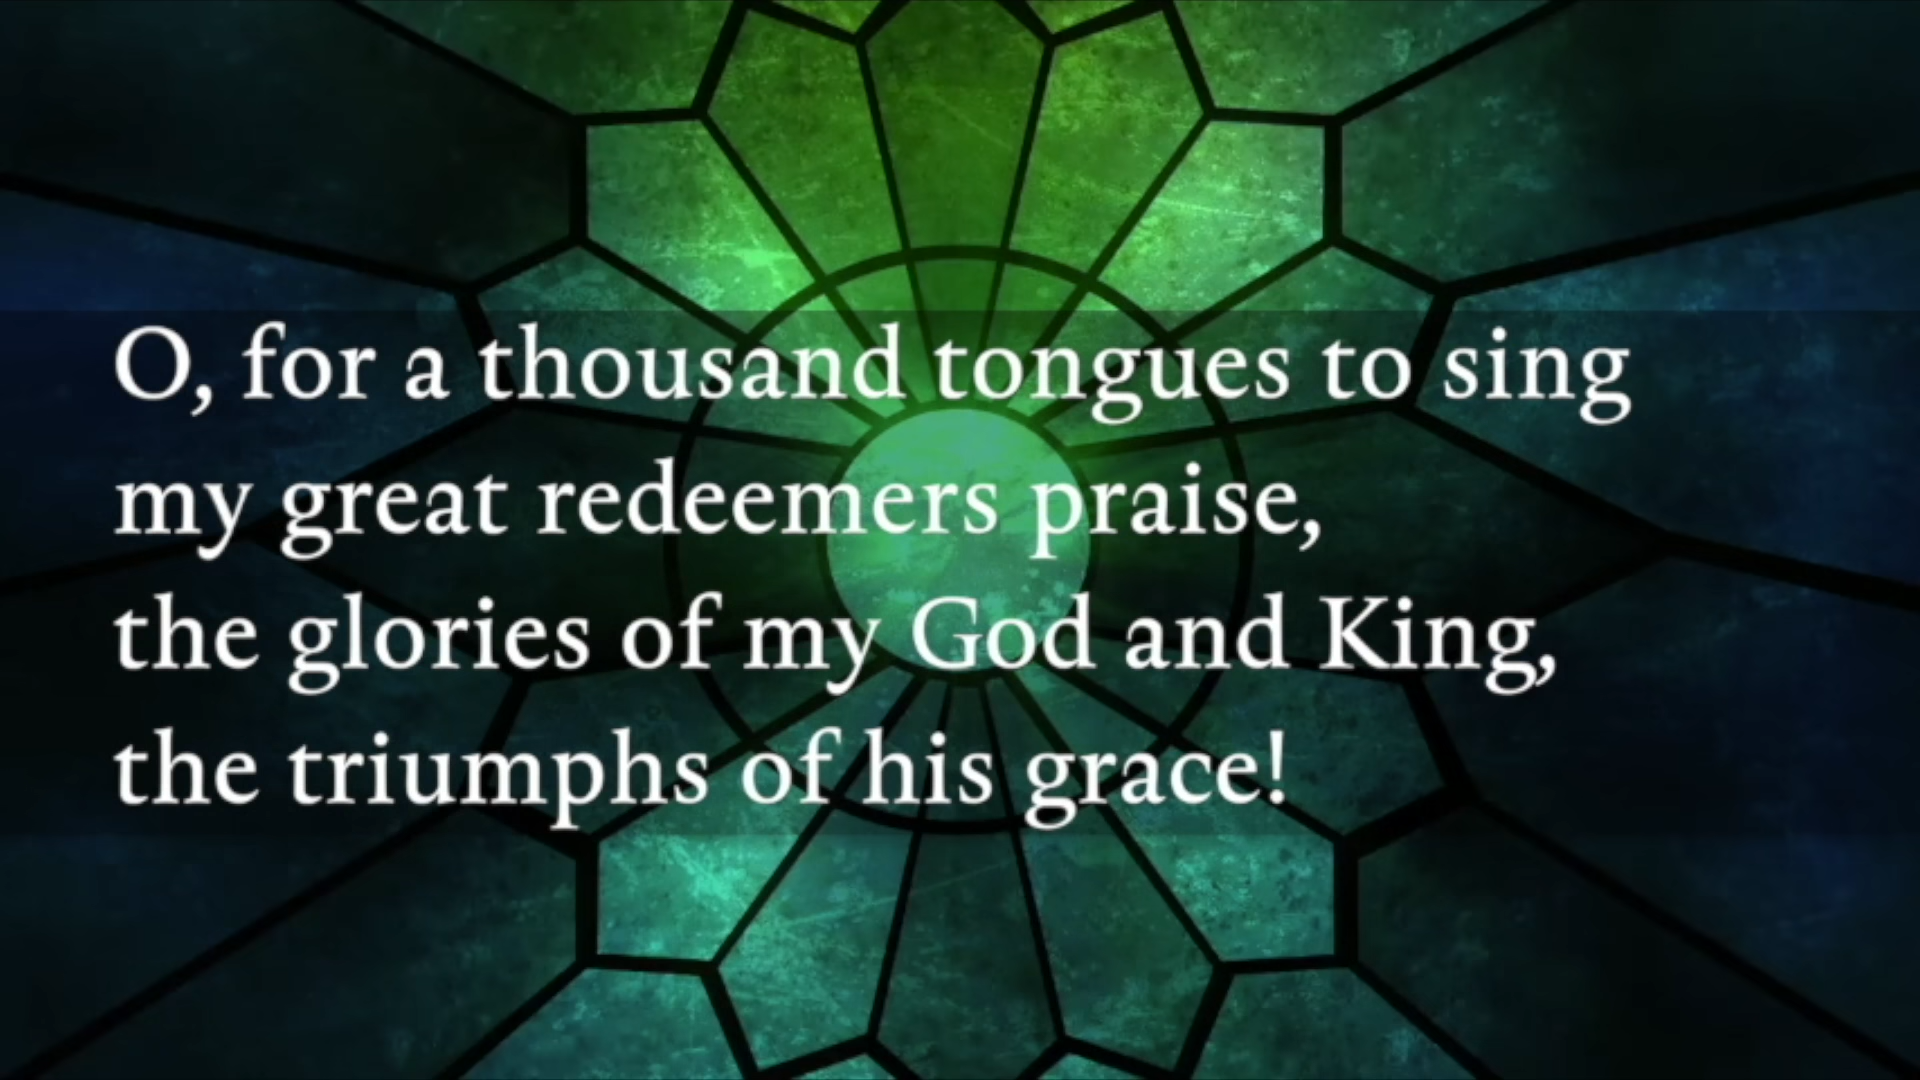 O, for a thousand tongues to sing
my great redeemers praise,
the glories of my God and King,
the triumphs of his grace!